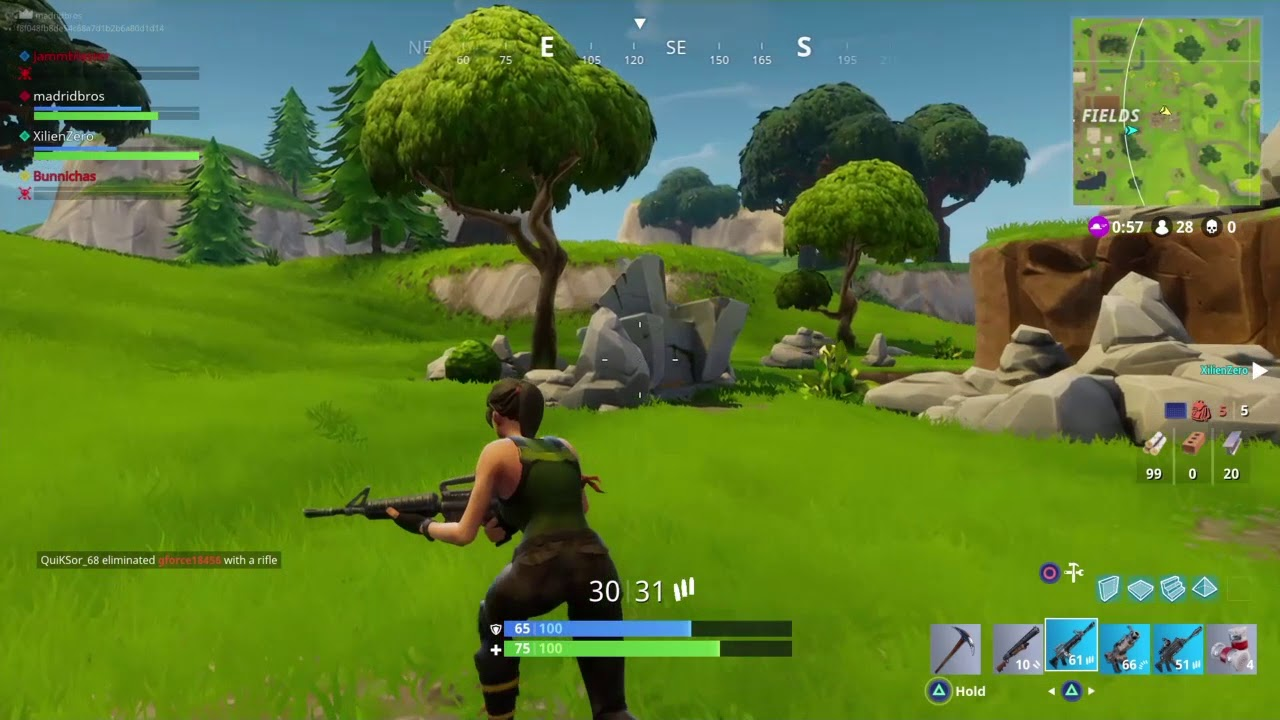 madridbros
Jammbu
madridbros
XilienZero
Bunnichas
NE 60 75 E 105 120 SE 150 165 S 195
FIELDS
0:57 28 0
XilienZero
5 5
99 0 20
QuiKSor_68 eliminated gforce18456 with a rifle
30 31
65 100
75 100
10 61 66 51 4
Hold